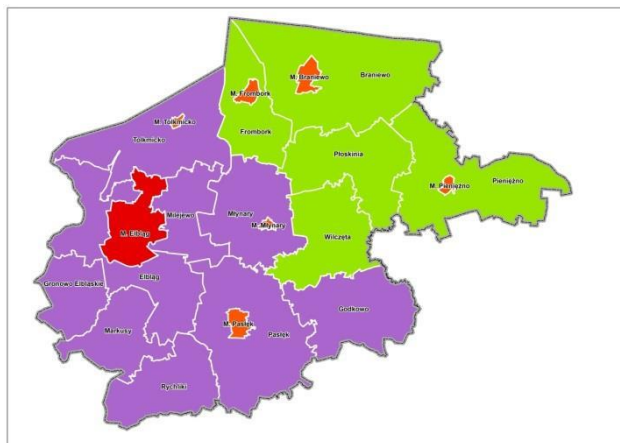 M. Braniewo
Braniewo
M. Frombork
M. Tolkmicko
Frombork
Tolkmicko
Płoskinia
M. Pieniężno
Pieniężno
Młynary
Milejewo
M. Młynary
M. Elbląg
Wilczęta
Elbląg
Gronowo Elbląskie
Godkowo
M. Pasłęk
Pasłęk
Markusy
Rychliki